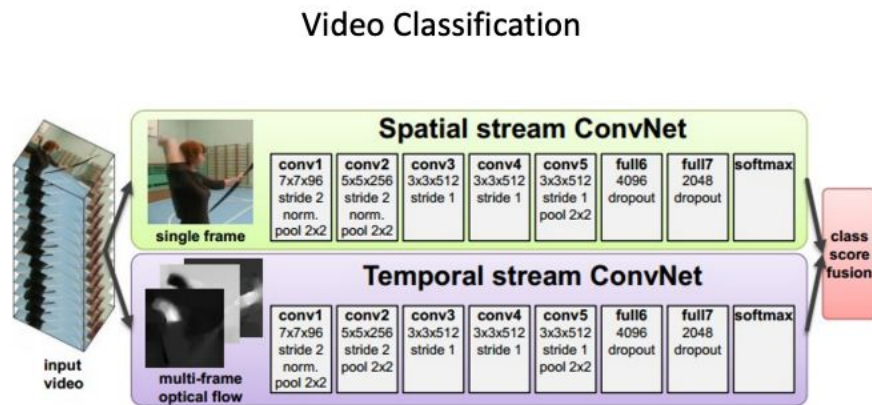 Video Classification
Spatial stream ConvNet
conv1
7x7x96
stride 2
norm.
pool 2x2
conv2
5x5x256
stride 2
norm.
pool 2x2
conv3
3x3x512
stride 1
conv4
3x3x512
stride 1
conv5
3x3x512
stride 1
pool 2x2
full6
4096
dropout
full7
2048
dropout
softmax
single frame
Temporal stream ConvNet
conv1
7x7x96
stride 2
norm.
pool 2x2
conv2
5x5x256
stride 2
pool 2x2
conv3
3x3x512
stride 1
conv4
3x3x512
stride 1
conv5
3x3x512
stride 1
pool 2x2
full6
4096
dropout
full7
2048
dropout
softmax
multi-frame
optical flow
input
video
class
score
fusion